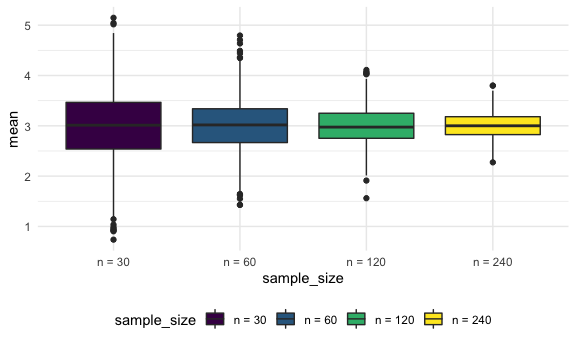 5
4
3
2
1
mean
n = 30 n = 60 n = 120 n = 240
sample_size
sample_size n = 30 n = 60 n = 120 n = 240